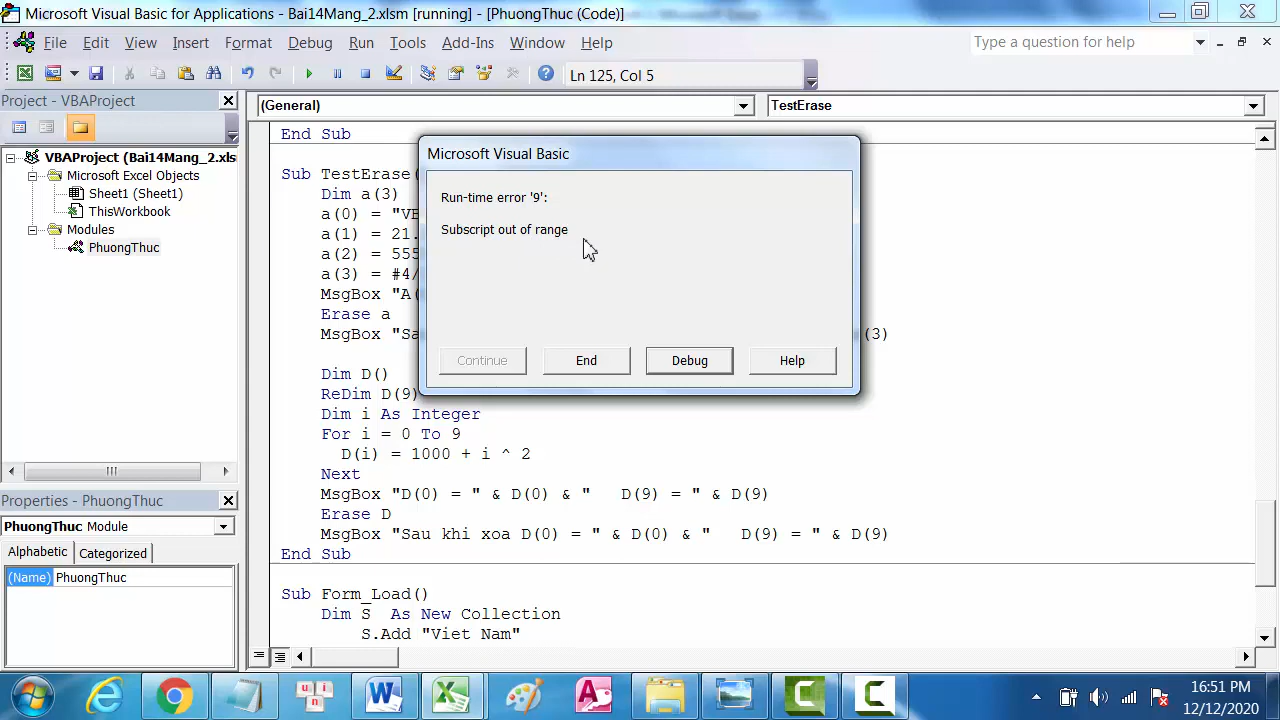 Microsoft Visual Basic for Applications - Bai14Mang_2.xlsm [running] - [PhuongThuc (Code)]
File Edit View Insert Format Debug Run Tools Add-Ins Window Help
Type a question for help
Ln 125, Col 5
Project - VBAProject
(General)
TestErase
VBAProject (Bai14Mang_2.xls
Microsoft Excel Objects
Sheet1 (Sheet1)
ThisWorkbook
Modules
PhuongThuc
Properties - PhuongThuc
PhuongThuc Module
Alphabetic
Categorized
(Name) PhuongThuc
End Sub
Sub TestErase(
Dim a(3)
a(0) = "VB
a(1) = 21.
a(2) = 555
a(3) = #4/
MsgBox "A(
Erase a
MsgBox "Sa
(3)
Dim D()
ReDim D(9)
Dim i As Integer
For i = 0 To 9
D(i) = 1000 + i ^ 2
Next
MsgBox "D(0) = " & D(0) & "   D(9) = " & D(9)
Erase D
MsgBox "Sau khi xoa D(0) = " & D(0) & "   D(9) = " & D(9)
End Sub
Sub Form_Load()
Dim S  As New Collection
S.Add "Viet Nam"
Microsoft Visual Basic
Run-time error '9':
Subscript out of range
Continue
End
Debug
Help
16:51 PM
12/12/2020